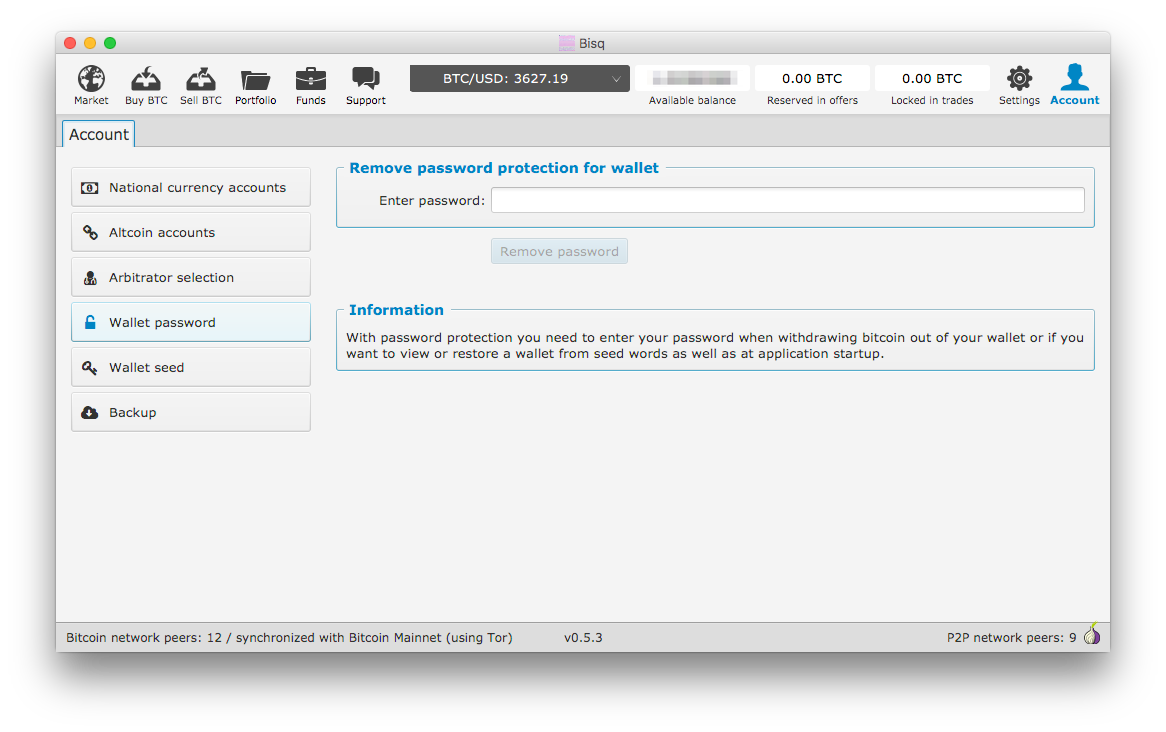 Bisq
BTC/USD: 3627.19
0.00 BTC
0.00 BTC
Market
Buy BTC
Sell BTC
Portfolio
Funds
Support
Available balance
Reserved in offers
Locked in trades
Settings
Account
Account
National currency accounts
Altcoin accounts
Arbitrator selection
Wallet password
Wallet seed
Backup
Remove password protection for wallet
Enter password:
Remove password
Information
With password protection you need to enter your password when withdrawing bitcoin out of your wallet or if you
want to view or restore a wallet from seed words as well as at application startup.
Bitcoin network peers: 12 / synchronized with Bitcoin Mainnet (using Tor)
v0.5.3
P2P network peers: 9